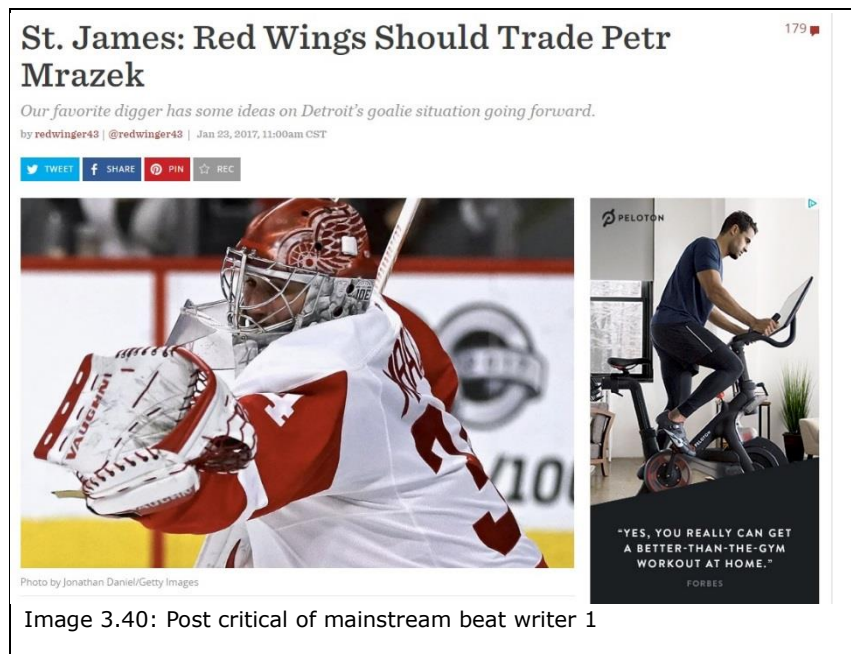 St. James: Red Wings Should Trade Petr
Mrazek
179
Our favorite digger has some ideas on Detroit's goalie situation going forward.
by redwinger43 | @redwinger43 | Jan 23, 2017, 11:00am CST
TWEET
SHARE
PIN
REC
PELOTON
VAUGHN
/100
"YES, YOU REALLY CAN GET
A BETTER-THAN-THE-GYM
WORKOUT AT HOME."
FORBES
Photo by Jonathan Daniel/Getty Images
Image 3.40: Post critical of mainstream beat writer 1